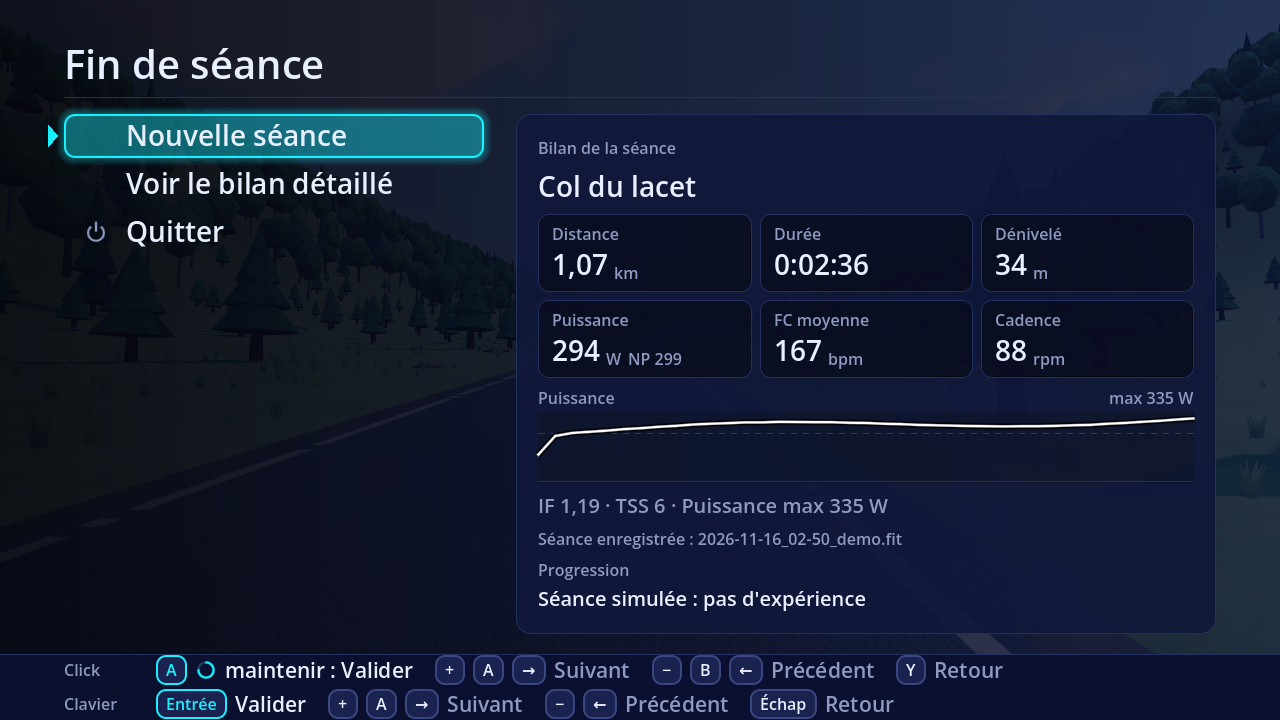 Fin de séance
Nouvelle séance
Voir le bilan détaillé
Quitter
Bilan de la séance
Col du lacet
Distance
1,07 km
Durée
0:02:36
Dénivelé
34 m
Puissance
294 W NP 299
FC moyenne
167 bpm
Cadence
88 rpm
Puissance max 335 W
IF 1,19 · TSS 6 · Puissance max 335 W
Séance enregistrée : 2026-11-16_02-50_demo.fit
Progression
Séance simulée : pas d'expérience
Click A maintenir : Valider + A → Suivant − B ← Précédent Y Retour
Clavier Entrée Valider + A → Suivant − ← Précédent Échap Retour